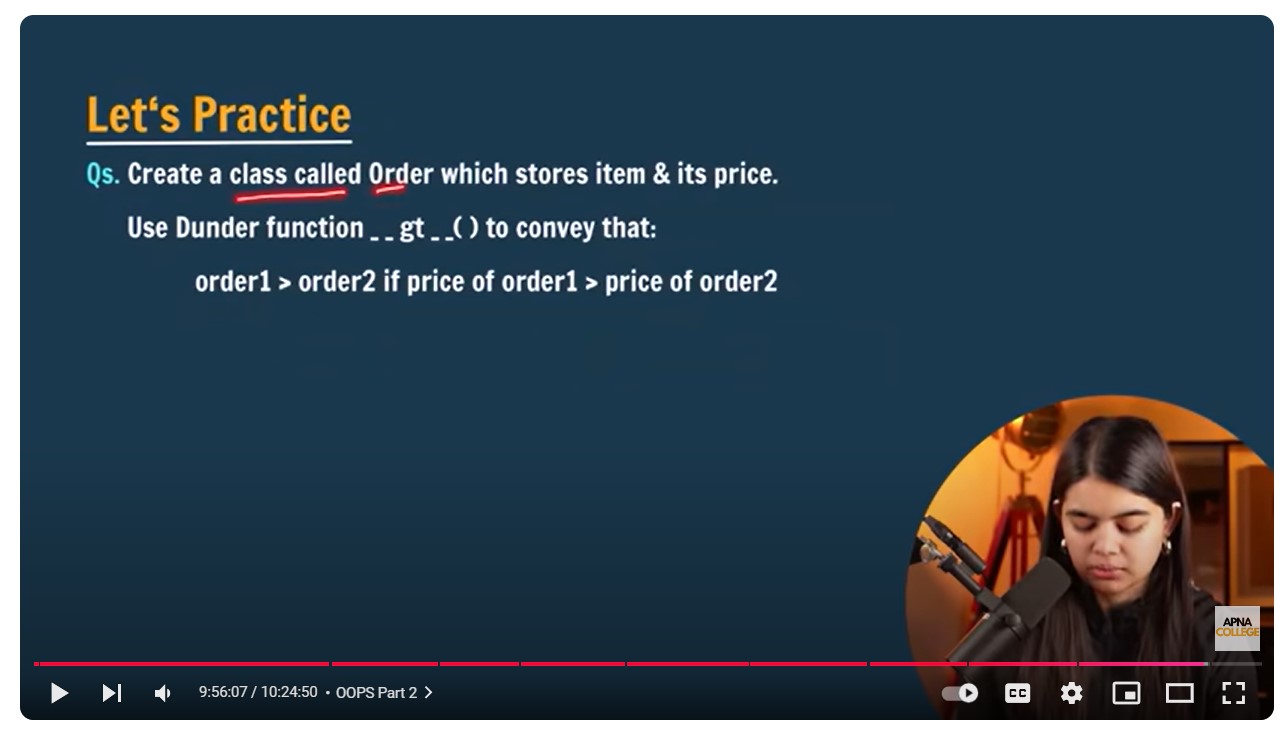 Let‘s Practice
Qs. Create a class called Order which stores item & its price.
Use Dunder function _ _ gt _ _( ) to convey that:
order1 > order2 if price of order1 > price of order2
APNA
COLLEGE
9:56:07 / 10:24:50 • OOPS Part 2 >
CC